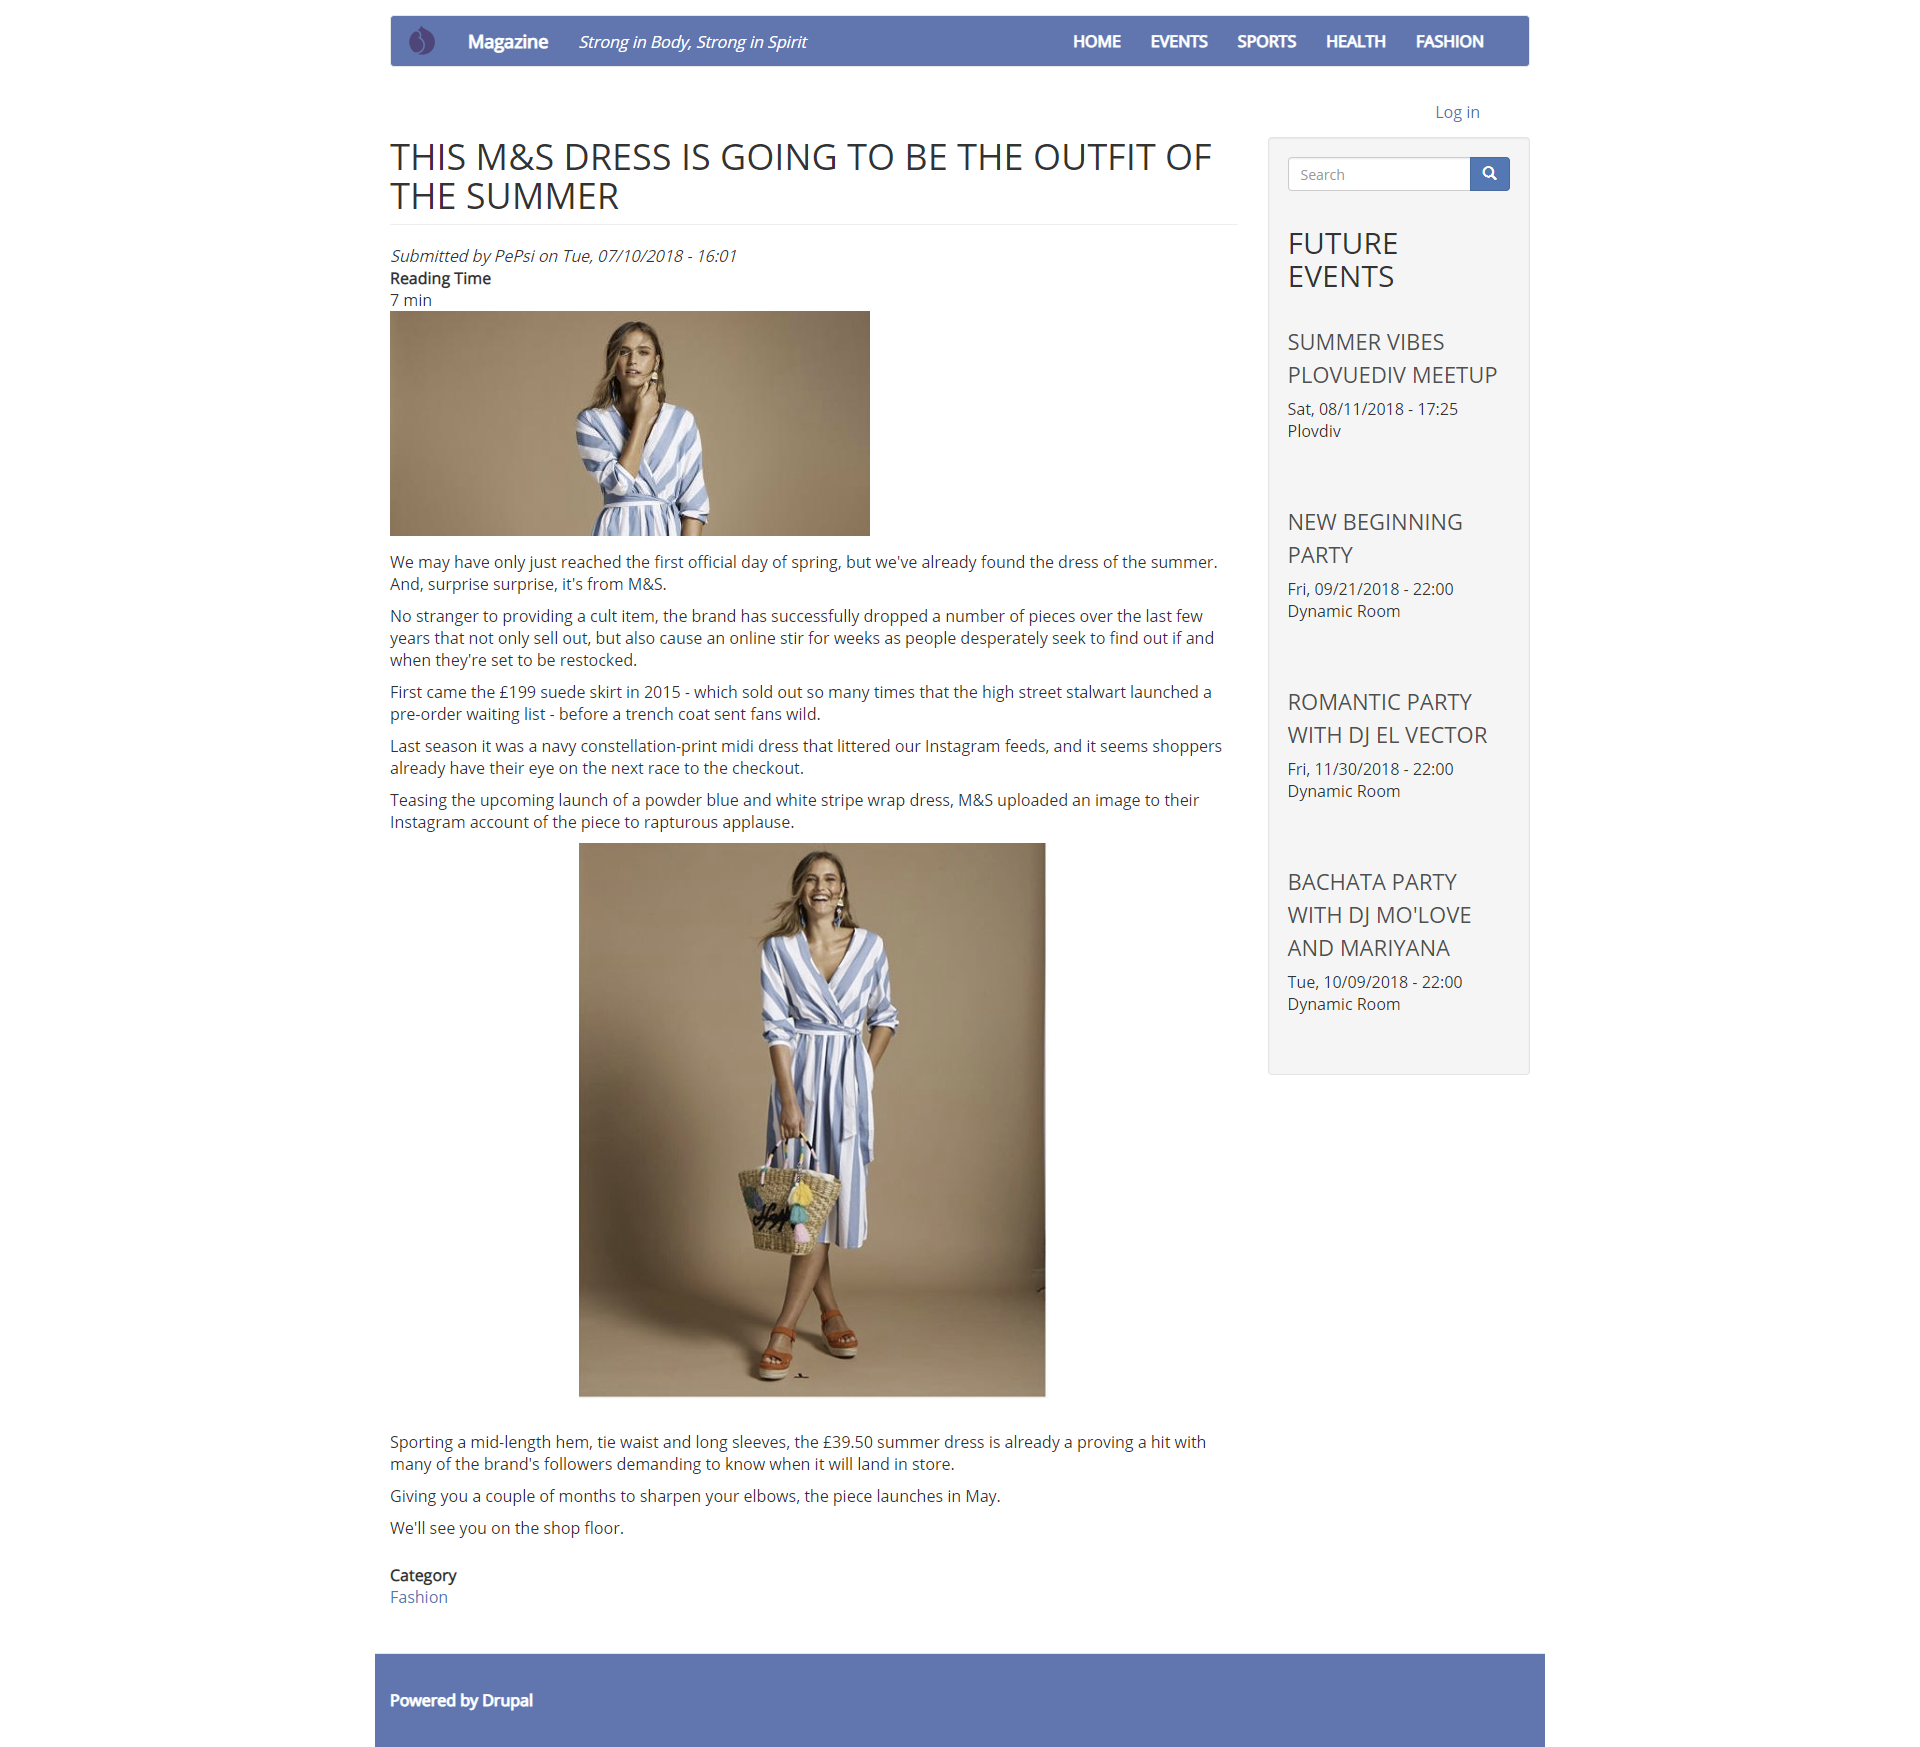 Magazine
Strong in Body, Strong in Spirit
HOME
EVENTS
SPORTS
HEALTH
FASHION
Log in
THIS M&S DRESS IS GOING TO BE THE OUTFIT OF
THE SUMMER
Submitted by PePsi on Tue, 07/10/2018 - 16:01
Reading Time
7 min
We may have only just reached the first official day of spring, but we've already found the dress of the summer.
And, surprise surprise, it's from M&S.
No stranger to providing a cult item, the brand has successfully dropped a number of pieces over the last few
years that not only sell out, but also cause an online stir for weeks as people desperately seek to find out if and
when they're set to be restocked.
First came the £199 suede skirt in 2015 - which sold out so many times that the high street stalwart launched a
pre-order waiting list - before a trench coat sent fans wild.
Last season it was a navy constellation-print midi dress that littered our Instagram feeds, and it seems shoppers
already have their eye on the next race to the checkout.
Teasing the upcoming launch of a powder blue and white stripe wrap dress, M&S uploaded an image to their
Instagram account of the piece to rapturous applause.
Sporting a mid-length hem, tie waist and long sleeves, the £39.50 summer dress is already a proving a hit with
many of the brand's followers demanding to know when it will land in store.
Giving you a couple of months to sharpen your elbows, the piece launches in May.
We'll see you on the shop floor.
Category
Fashion
Search
FUTURE
EVENTS
SUMMER VIBES
PLOVUEDIV MEETUP
Sat, 08/11/2018 - 17:25
Plovdiv
NEW BEGINNING
PARTY
Fri, 09/21/2018 - 22:00
Dynamic Room
ROMANTIC PARTY
WITH DJ EL VECTOR
Fri, 11/30/2018 - 22:00
Dynamic Room
BACHATA PARTY
WITH DJ MO'LOVE
AND MARIYANA
Tue, 10/09/2018 - 22:00
Dynamic Room
Powered by Drupal